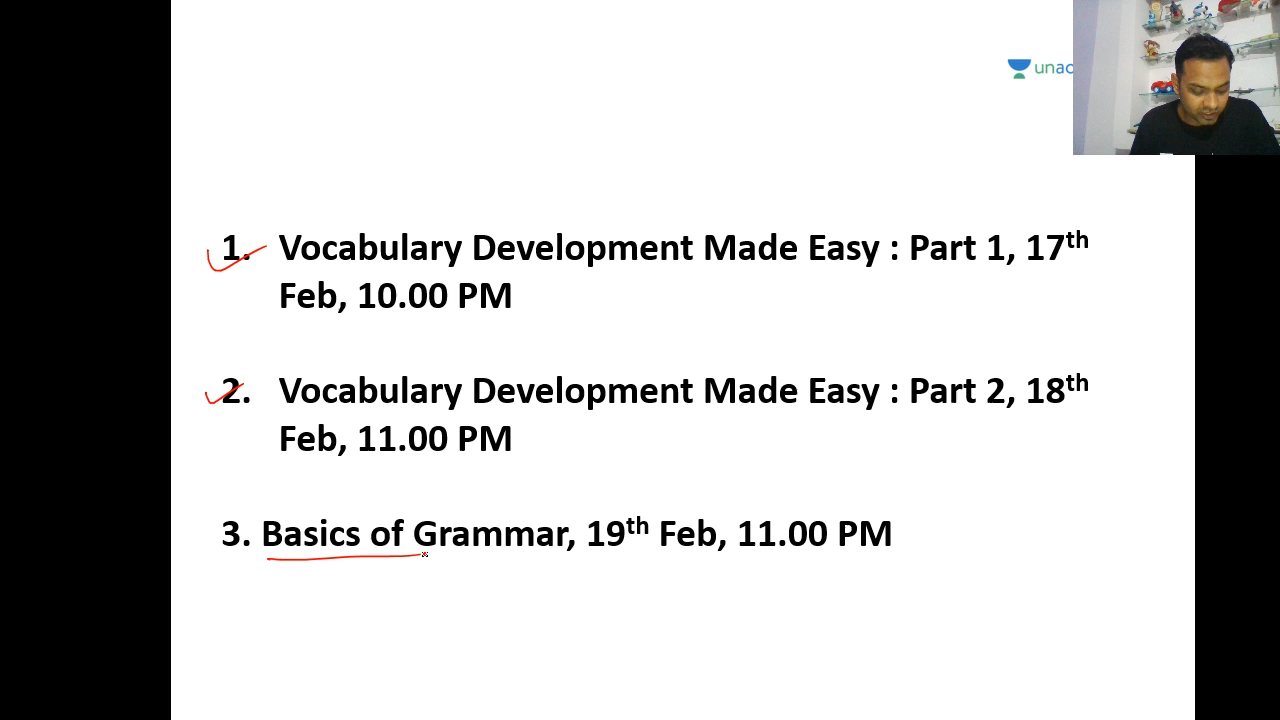 unac
1. Vocabulary Development Made Easy : Part 1, 17th
Feb, 10.00 PM
2. Vocabulary Development Made Easy : Part 2, 18th
Feb, 11.00 PM
3. Basics of Grammar, 19th Feb, 11.00 PM